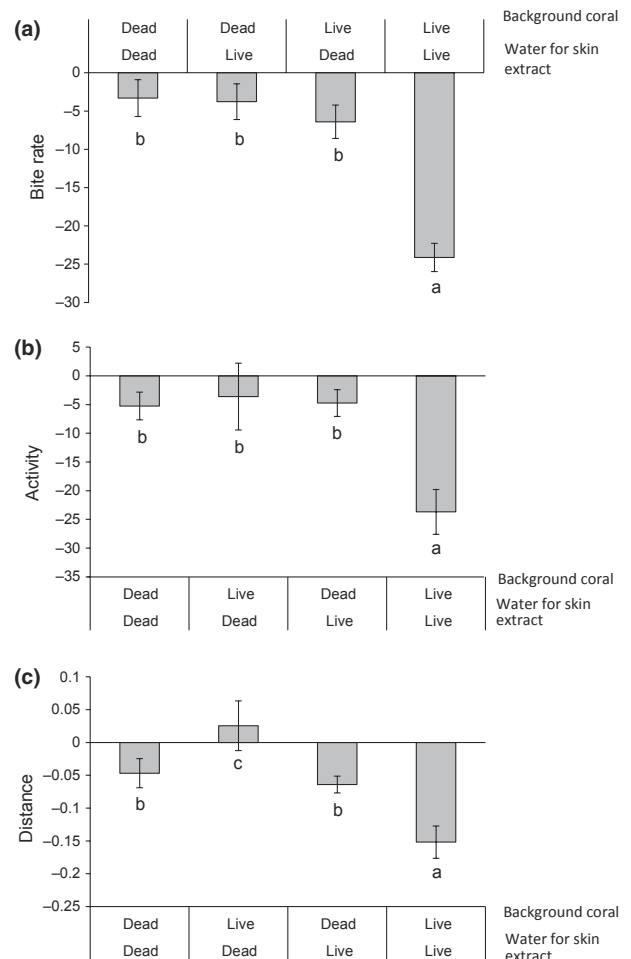 (a)
Dead Dead Live Live Background coral
Dead Live Dead Live Water for skin
extract
0
–5
–10
–15
–20
–25
–30
Bite rate
b b b a
(b)
5
0
–5
–10
–15
–20
–25
–30
–35
Activity
b b b a
Dead Live Dead Live Background coral
Dead Dead Live Live Water for skin
extract
(c)
0.1
0.05
0
–0.05
–0.1
–0.15
–0.2
–0.25
Distance
b c b a
Dead Live Dead Live Background coral
Dead Dead Live Live Water for skin
extract